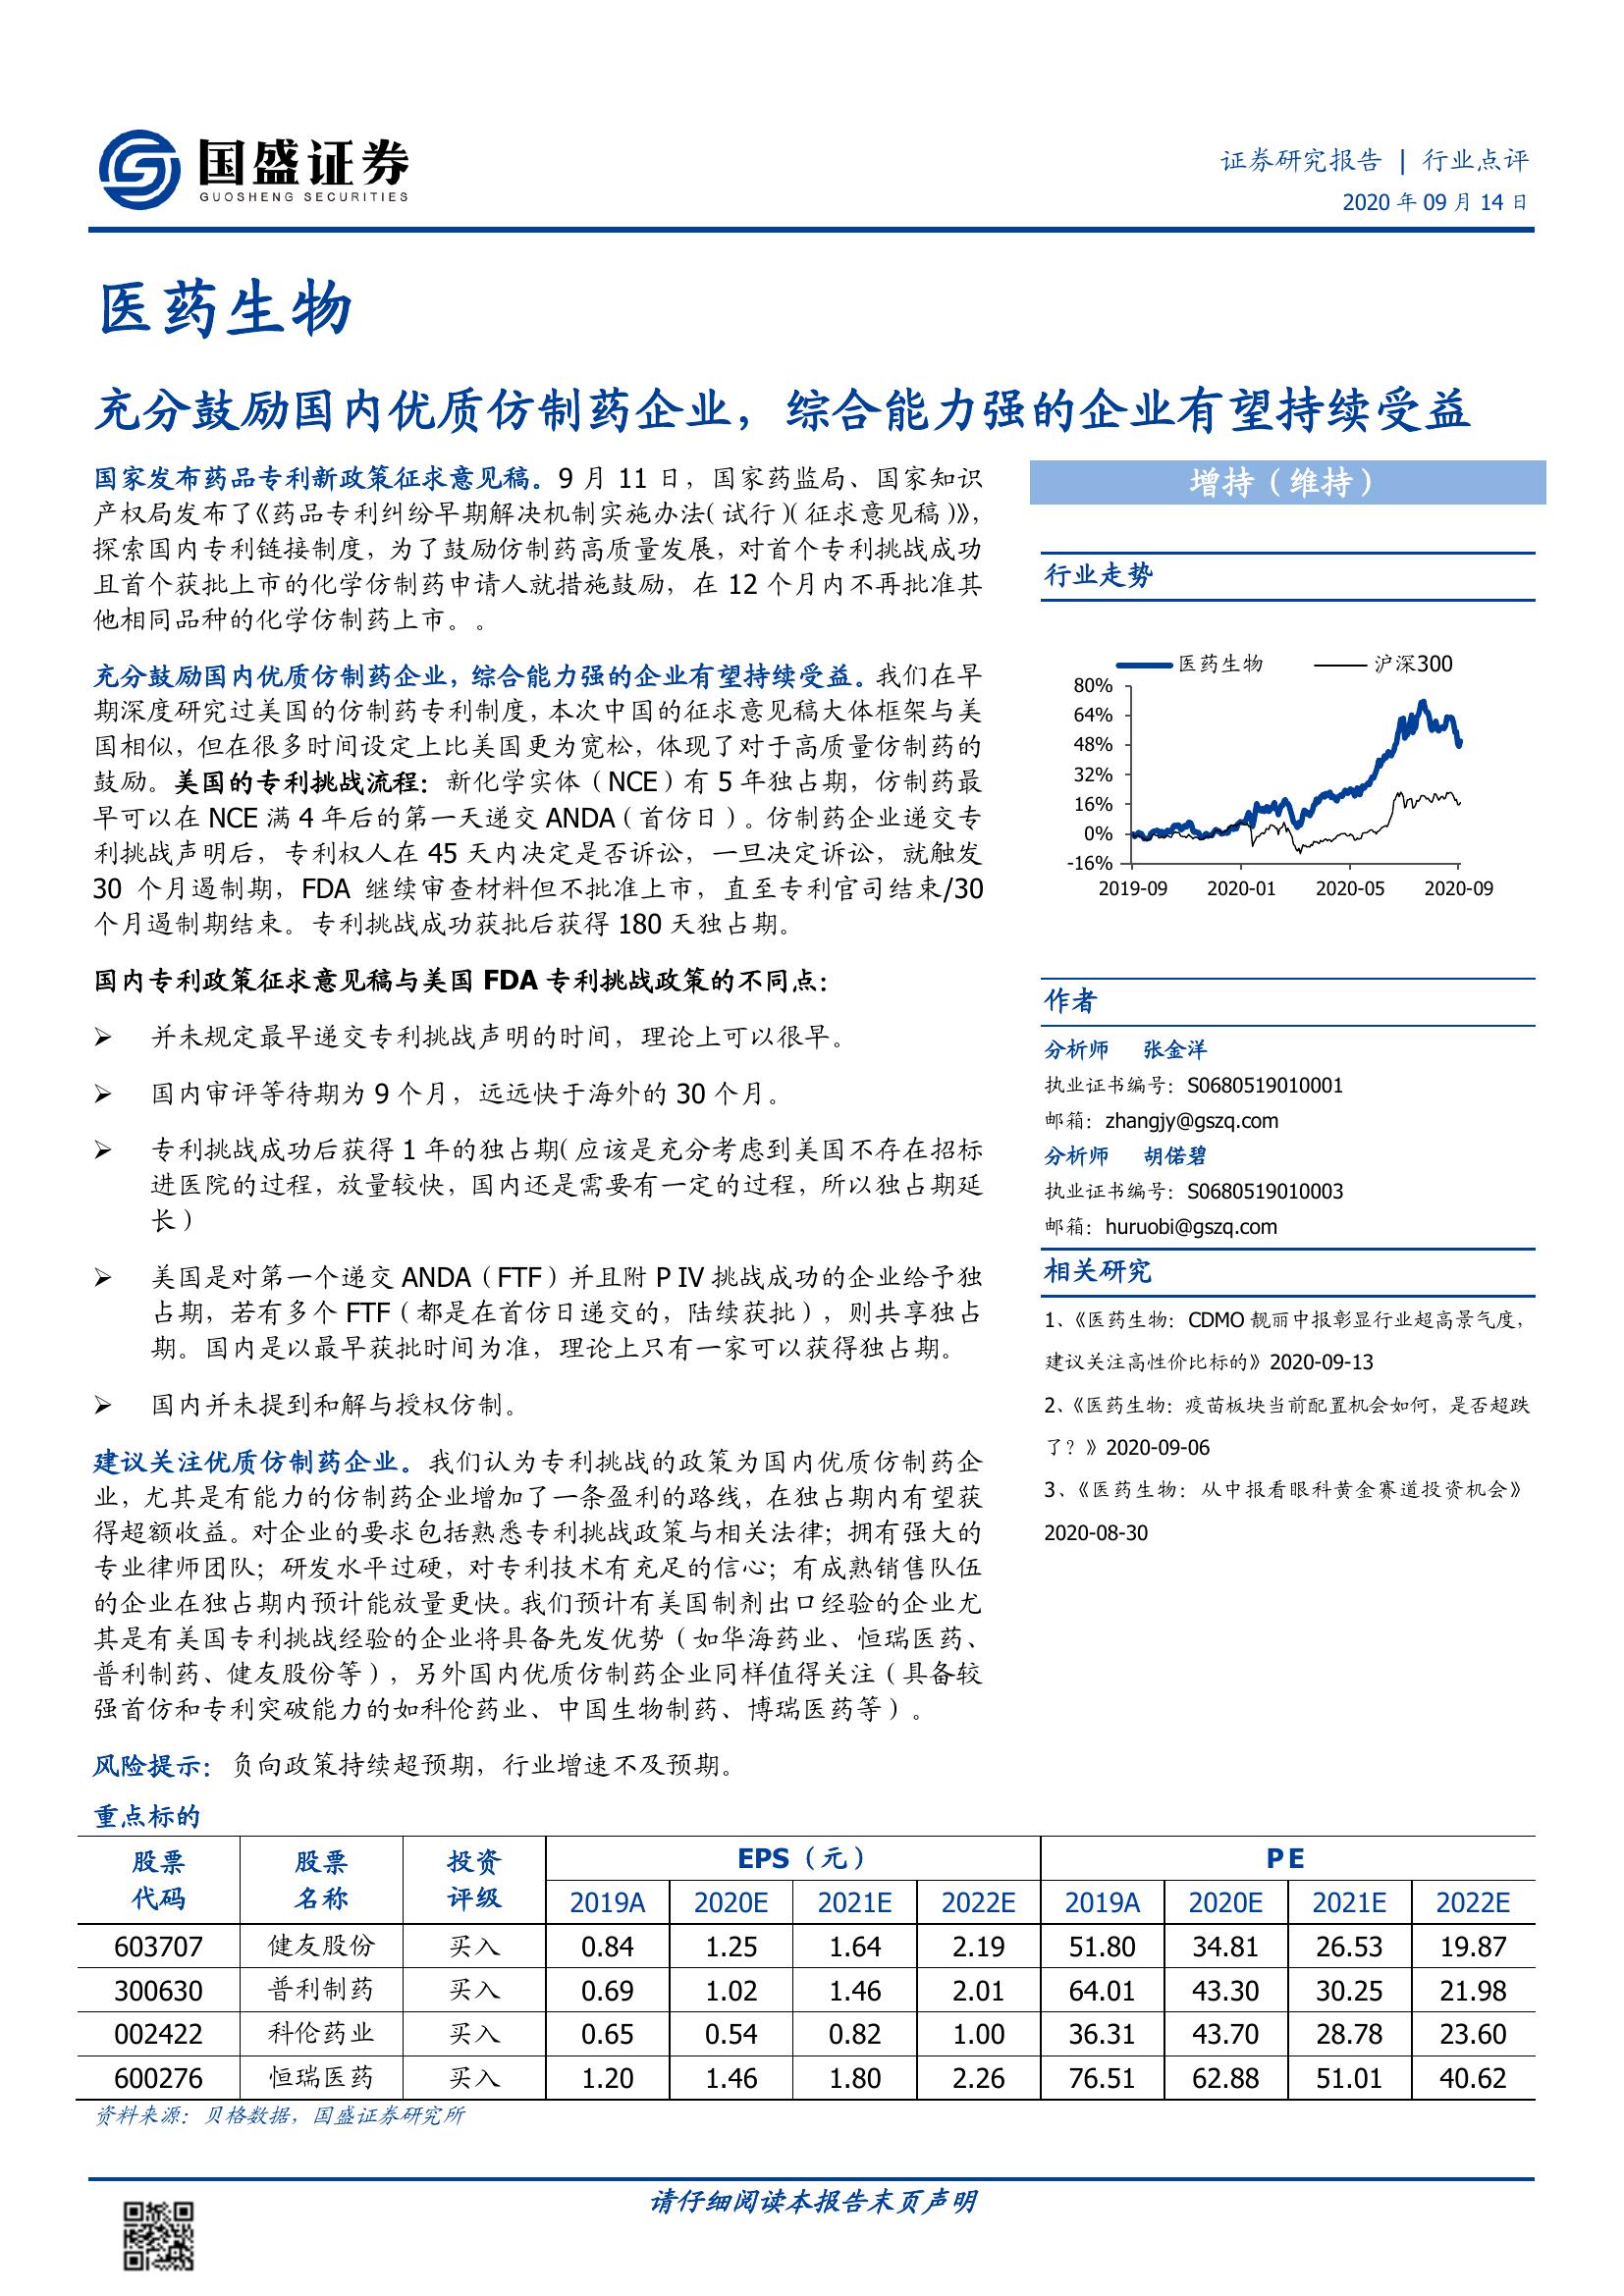 国盛证券
GUOSHENG SECURITIES
证券研究报告 | 行业点评
2020 年 09 月 14 日
医药生物
充分鼓励国内优质仿制药企业，综合能力强的企业有望持续受益
国家发布药品专利新政策征求意见稿。9 月 11 日，国家药监局、国家知识
产权局发布了《药品专利纠纷早期解决机制实施办法（试行）（征求意见稿）》，
探索国内专利链接制度，为了鼓励仿制药高质量发展，对首个专利挑战成功
且首个获批上市的化学仿制药申请人就措施鼓励，在 12 个月内不再批准其
他相同品种的化学仿制药上市。。
充分鼓励国内优质仿制药企业，综合能力强的企业有望持续受益。我们在早
期深度研究过美国的仿制药专利制度，本次中国的征求意见稿大体框架与美
国相似，但在很多时间设定上比美国更为宽松，体现了对于高质量仿制药的
鼓励。美国的专利挑战流程：新化学实体（NCE）有 5 年独占期，仿制药最
早可以在 NCE 满 4 年后的第一天递交 ANDA（首仿日）。仿制药企业递交专
利挑战声明后，专利权人在 45 天内决定是否诉讼，一旦决定诉讼，就触发
30 个月遏制期，FDA 继续审查材料但不批准上市，直至专利官司结束/30
个月遏制期结束。专利挑战成功获批后获得 180 天独占期。
国内专利政策征求意见稿与美国 FDA 专利挑战政策的不同点：
➢ 并未规定最早递交专利挑战声明的时间，理论上可以很早。
➢ 国内审评等待期为 9 个月，远远快于海外的 30 个月。
➢ 专利挑战成功后获得 1 年的独占期（应该是充分考虑到美国不存在招标
进医院的过程，放量较快，国内还是需要有一定的过程，所以独占期延
长）
➢ 美国是对第一个递交 ANDA（FTF）并且附 P IV 挑战成功的企业给予独
占期，若有多个 FTF（都是在首仿日递交的，陆续获批），则共享独占
期。国内是以最早获批时间为准，理论上只有一家可以获得独占期。
➢ 国内并未提到和解与授权仿制。
建议关注优质仿制药企业。我们认为专利挑战的政策为国内优质仿制药企
业，尤其是有能力的仿制药企业增加了一条盈利的路线，在独占期内有望获
得超额收益。对企业的要求包括熟悉专利挑战政策与相关法律；拥有强大的
专业律师团队；研发水平过硬，对专利技术有充足的信心；有成熟销售队伍
的企业在独占期内预计能放量更快。我们预计有美国制剂出口经验的企业尤
其是有美国专利挑战经验的企业将具备先发优势（如华海药业、恒瑞医药、
普利制药、健友股份等），另外国内优质仿制药企业同样值得关注（具备较
强首仿和专利突破能力的如科伦药业、中国生物制药、博瑞医药等）。
风险提示：负向政策持续超预期，行业增速不及预期。
增持（维持）
行业走势
医药生物 沪深300
80%
64%
48%
32%
16%
0%
-16%
2019-09 2020-01 2020-05 2020-09
作者
分析师 张金洋
执业证书编号：S0680519010001
邮箱：zhangjy@gszq.com
分析师 胡偌碧
执业证书编号：S0680519010003
邮箱：huruobi@gszq.com
相关研究
1、《医药生物：CDMO 靓丽中报彰显行业超高景气度，
建议关注高性价比标的》2020-09-13
2、《医药生物：疫苗板块当前配置机会如何，是否超跌
了？》2020-09-06
3、《医药生物：从中报看眼科黄金赛道投资机会》
2020-08-30
重点标的
股票 股票 投资 EPS（元） P E
代码 名称 评级 2019A 2020E 2021E 2022E 2019A 2020E 2021E 2022E
603707 健友股份 买入 0.84 1.25 1.64 2.19 51.80 34.81 26.53 19.87
300630 普利制药 买入 0.69 1.02 1.46 2.01 64.01 43.30 30.25 21.98
002422 科伦药业 买入 0.65 0.54 0.82 1.00 36.31 43.70 28.78 23.60
600276 恒瑞医药 买入 1.20 1.46 1.80 2.26 76.51 62.88 51.01 40.62
资料来源：贝格数据，国盛证券研究所
请仔细阅读本报告末页声明